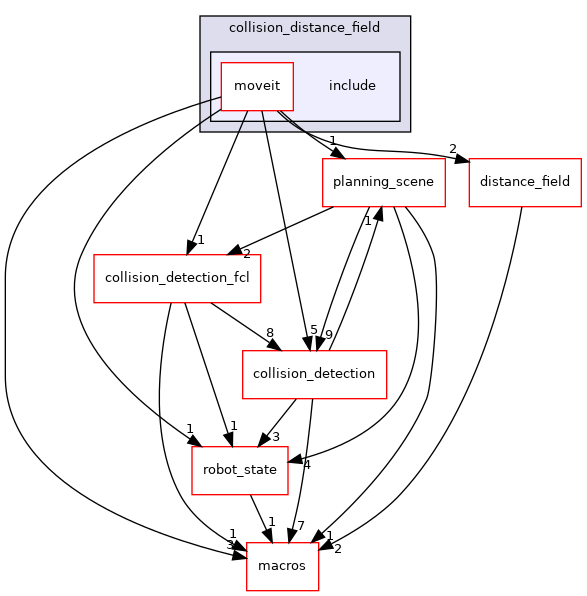 collision_distance_field
moveit
include
1
2
planning_scene
distance_field
1
1
2
collision_detection_fcl
8
5
9
collision_detection
1
1
3
robot_state
4
1
7
1
3
1
2
macros